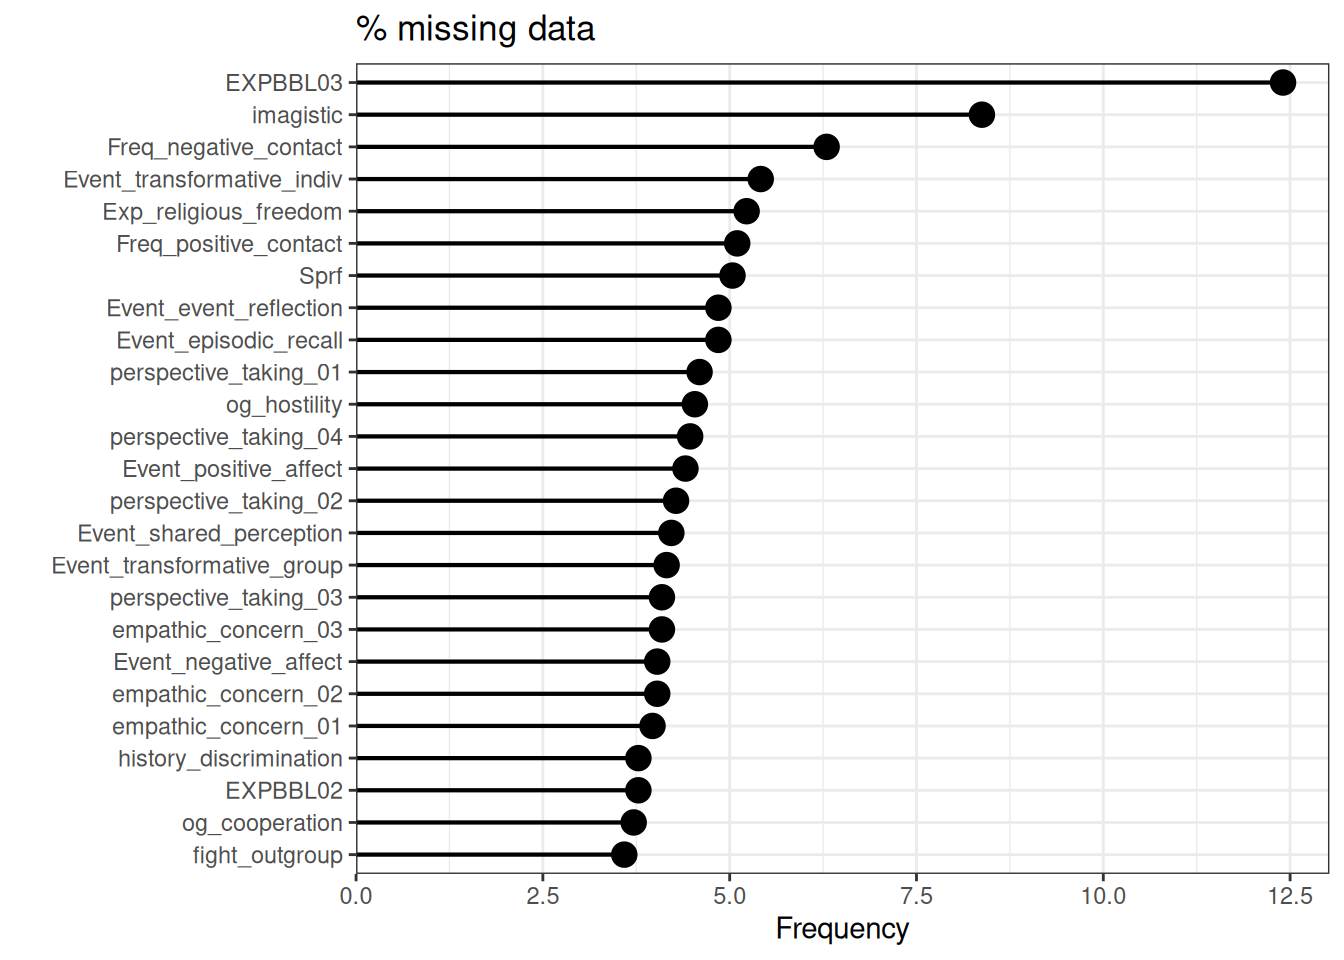 % missing data
EXPBBL03
imagistic
Freq_negative_contact
Event_transformative_indiv
Exp_religious_freedom
Freq_positive_contact
Sprf
Event_event_reflection
Event_episodic_recall
perspective_taking_01
og_hostility
perspective_taking_04
Event_positive_affect
perspective_taking_02
Event_shared_perception
Event_transformative_group
perspective_taking_03
empathic_concern_03
Event_negative_affect
empathic_concern_02
empathic_concern_01
history_discrimination
EXPBBL02
og_cooperation
fight_outgroup
0.0 2.5 5.0 7.5 10.0 12.5
Frequency